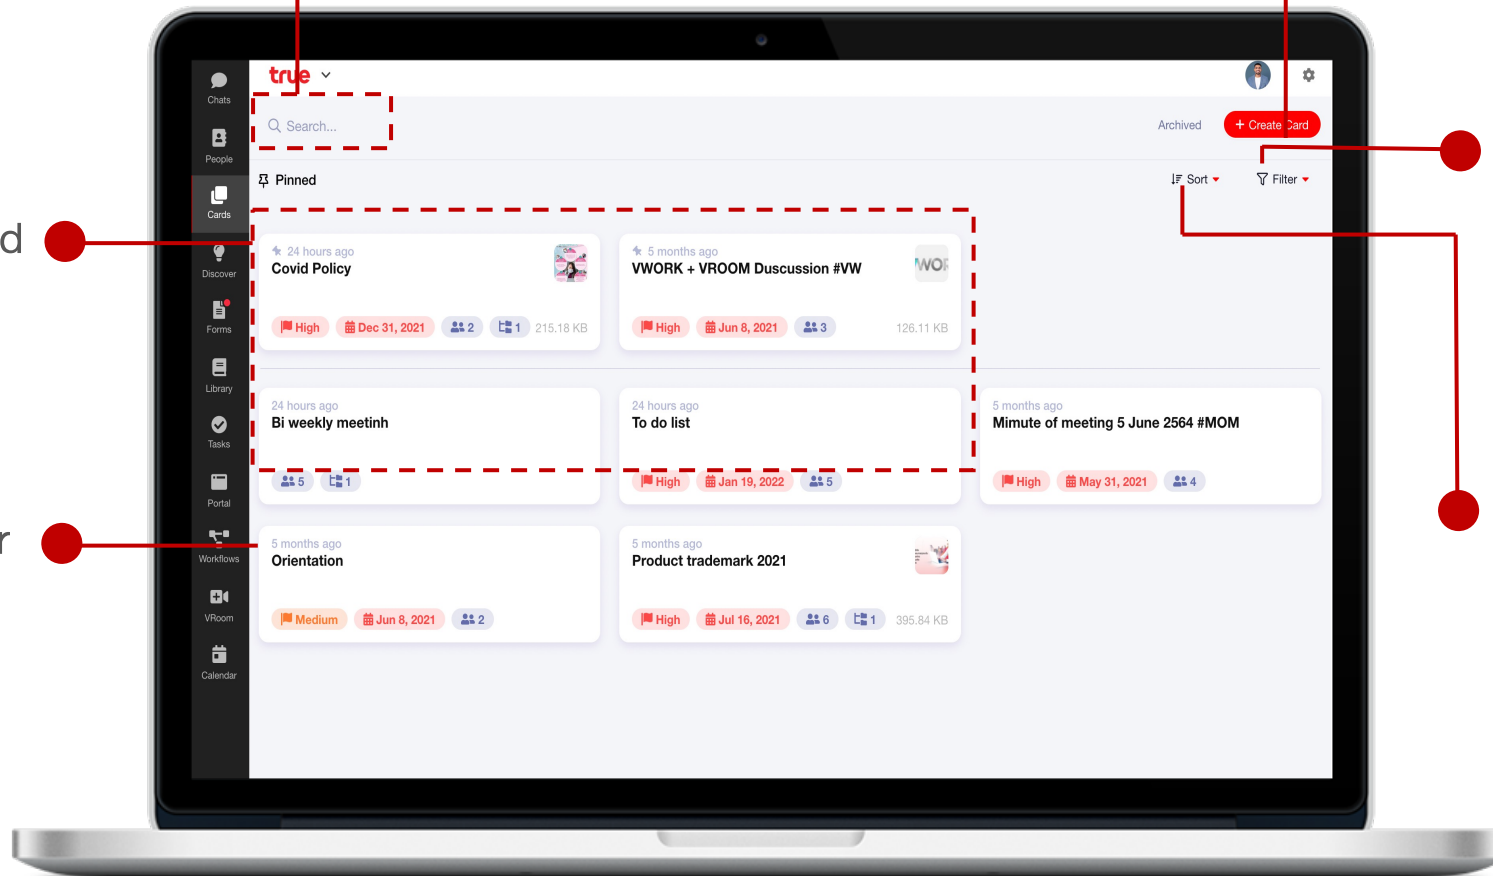 true
Chats
Search...
Archived
+ Create Card
People
Pinned
Sort
Filter
Cards
d
24 hours ago
Covid Policy
5 months ago
VWORK + VROOM Duscussion #VW
WOR
Discover
High Dec 31, 2021 2 1 215.18 KB
High Jun 8, 2021 3 126.11 KB
Forms
Library
24 hours ago
Bi weekly meetinh
24 hours ago
To do list
5 months ago
Mimute of meeting 5 June 2564 #MOM
Tasks
5 1
High Jan 19, 2022 5
High May 31, 2021 4
Portal
r
Workflows
5 months ago
Orientation
5 months ago
Product trademark 2021
VRoom
Medium Jun 8, 2021 2
High Jul 16, 2021 6 1 395.84 KB
Calendar